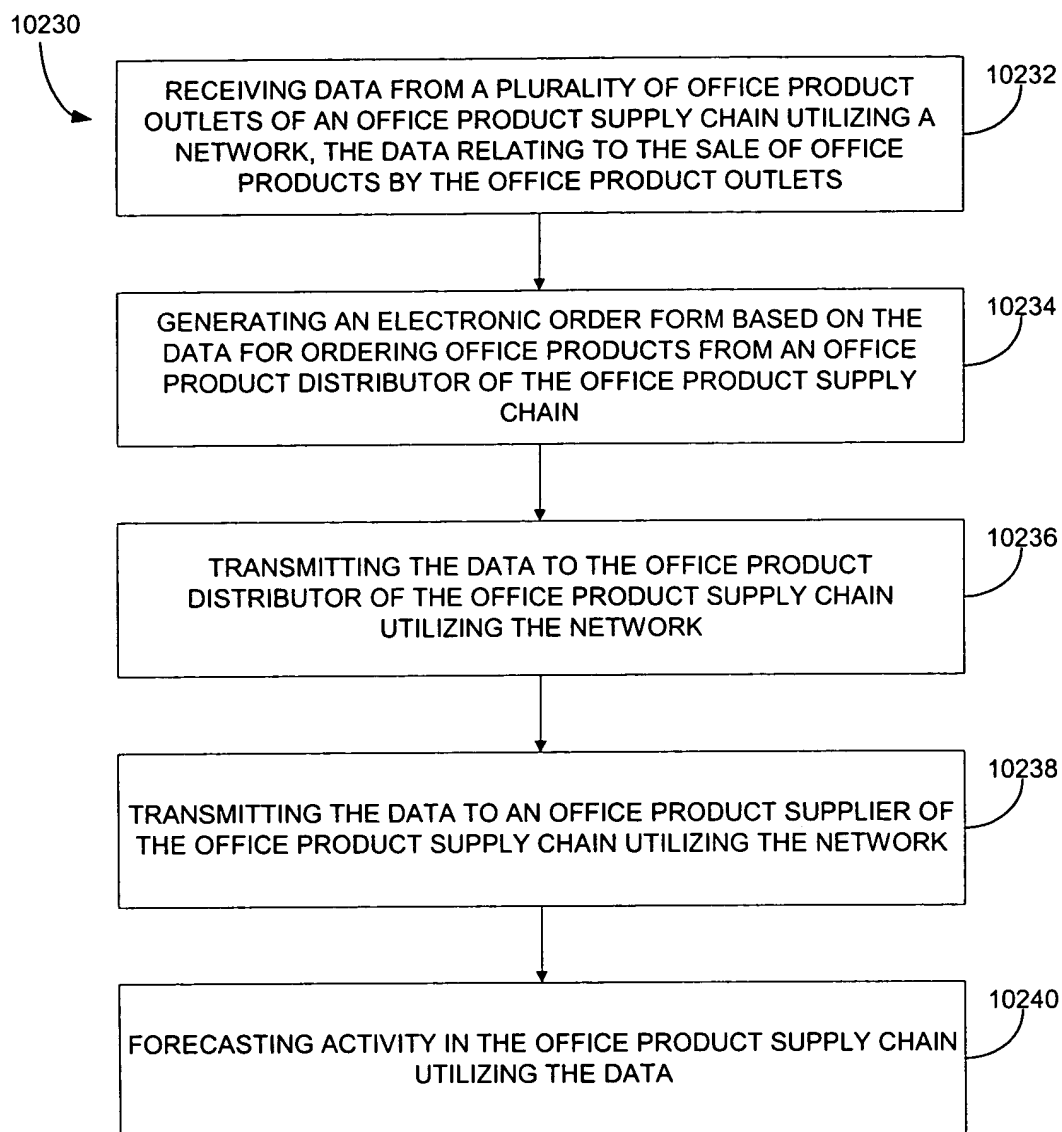 10230
RECEIVING DATA FROM A PLURALITY OF OFFICE PRODUCT
OUTLETS OF AN OFFICE PRODUCT SUPPLY CHAIN UTILIZING A
NETWORK, THE DATA RELATING TO THE SALE OF OFFICE
PRODUCTS BY THE OFFICE PRODUCT OUTLETS
10232
GENERATING AN ELECTRONIC ORDER FORM BASED ON THE
DATA FOR ORDERING OFFICE PRODUCTS FROM AN OFFICE
PRODUCT DISTRIBUTOR OF THE OFFICE PRODUCT SUPPLY
CHAIN
10234
TRANSMITTING THE DATA TO THE OFFICE PRODUCT
DISTRIBUTOR OF THE OFFICE PRODUCT SUPPLY CHAIN
UTILIZING THE NETWORK
10236
TRANSMITTING THE DATA TO AN OFFICE PRODUCT SUPPLIER OF
THE OFFICE PRODUCT SUPPLY CHAIN UTILIZING THE NETWORK
10238
FORECASTING ACTIVITY IN THE OFFICE PRODUCT SUPPLY CHAIN
UTILIZING THE DATA
10240